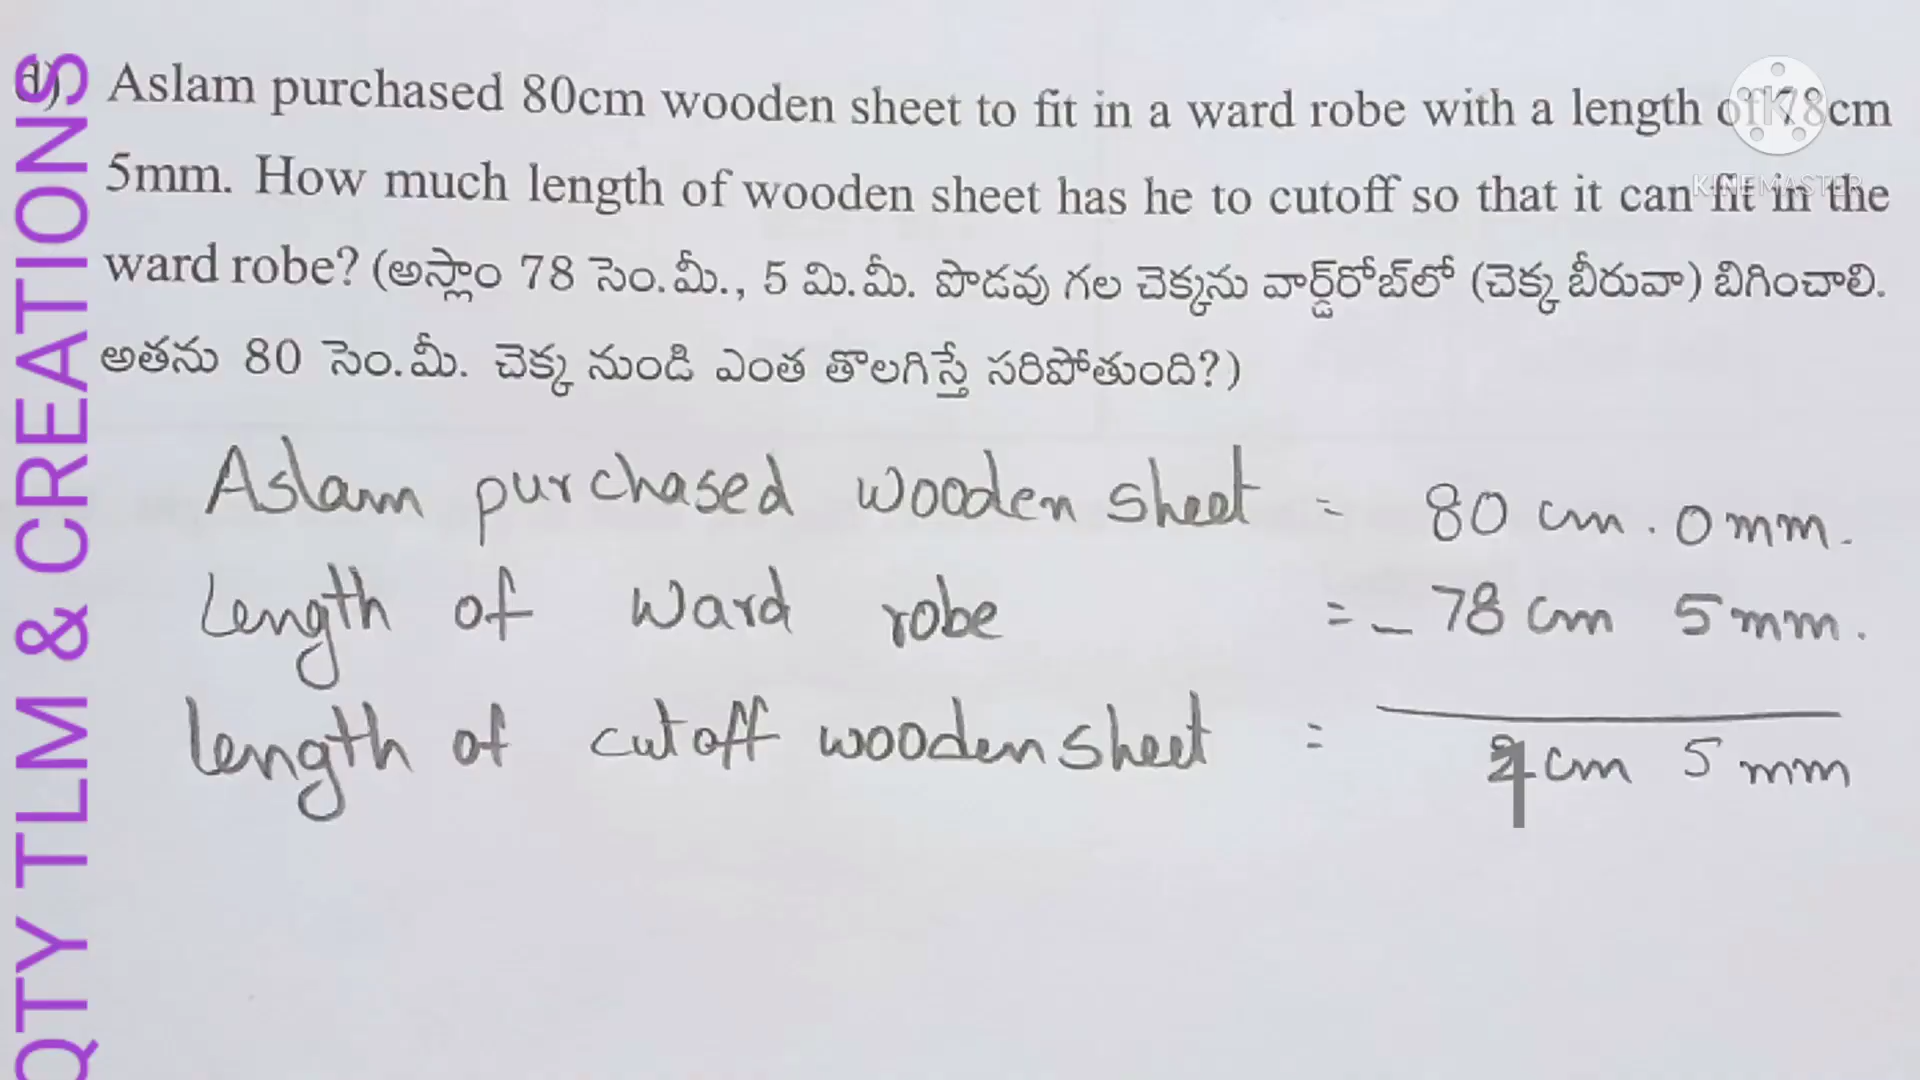 QTY TLM & CREATIONS
d) Aslam purchased 80cm wooden sheet to fit in a ward robe with a length of 78cm
5mm. How much length of wooden sheet has he to cutoff so that it can fit in the
ward robe? (అస్లాం 78 సెం.మీ., 5 మి.మీ. పొడవు గల చెక్కను వార్డ్‌రోబ్‌లో (చెక్క బీరువా) బిగించాలి.
అతను 80 సెం.మీ. చెక్క నుండి ఎంత తొలగిస్తే సరిపోతుంది?)
KINEMASTER
Aslam purchased wooden sheet = 80 cm. 0 mm.
Length of ward robe = - 78 cm 5 mm.
length of cutoff wooden sheet = 1 cm 5 mm